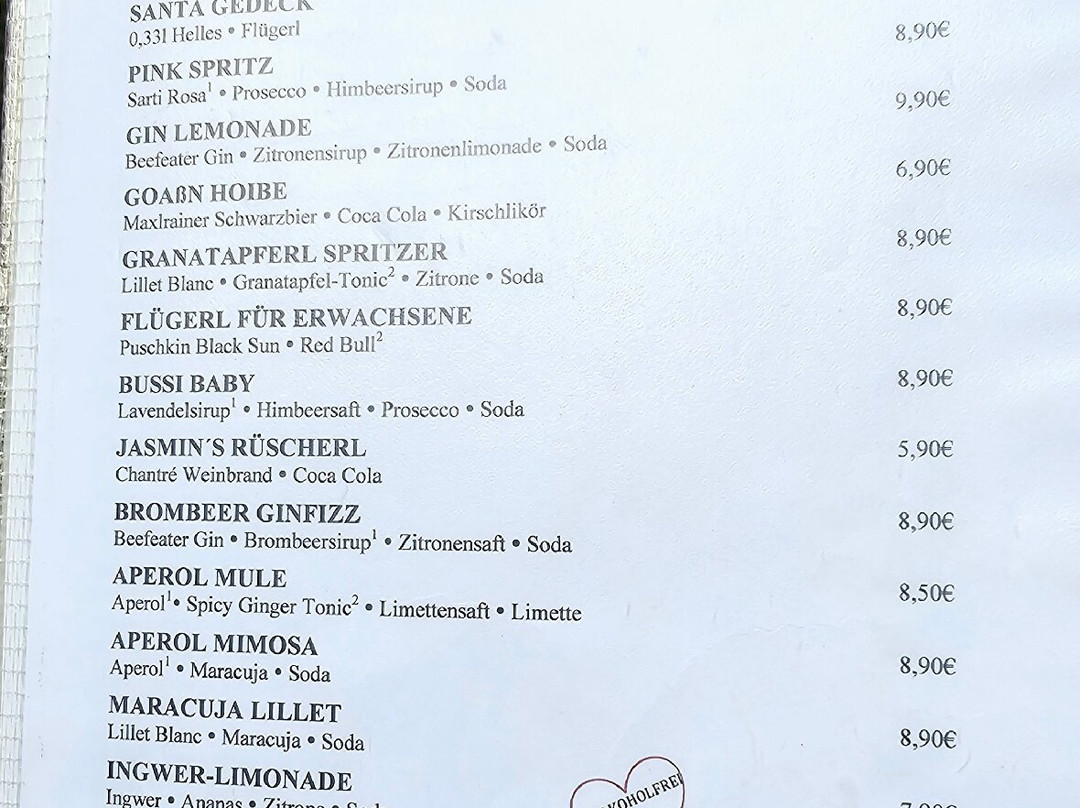 SANTA GEDECK
0,33l Helles • Flügerl
PINK SPRITZ 8,90€
Sarti Rosa¹ • Prosecco • Himbeersirup • Soda
GIN LEMONADE 9,90€
Beefeater Gin • Zitronensirup • Zitronenlimonade • Soda
GOAßN HOIBE 6,90€
Maxlrainer Schwarzbier • Coca Cola • Kirschlikör
GRANATAPFERL SPRITZER 8,90€
Lillet Blanc • Granatapfel-Tonic² • Zitrone • Soda
FLÜGERL FÜR ERWACHSENE 8,90€
Puschkin Black Sun • Red Bull²
BUSSI BABY 8,90€
Lavendelsirup¹ • Himbeersaft • Prosecco • Soda
JASMIN´S RÜSCHERL 5,90€
Chantré Weinbrand • Coca Cola
BROMBEER GINFIZZ 8,90€
Beefeater Gin • Brombeersirup¹ • Zitronensaft • Soda
APEROL MULE 8,50€
Aperol¹• Spicy Ginger Tonic² • Limettensaft • Limette
APEROL MIMOSA 8,90€
Aperol¹ • Maracuja • Soda
MARACUJA LILLET 8,90€
Lillet Blanc • Maracuja • Soda
INGWER-LIMONADE
Ingwer • Ananas • Zitrone •